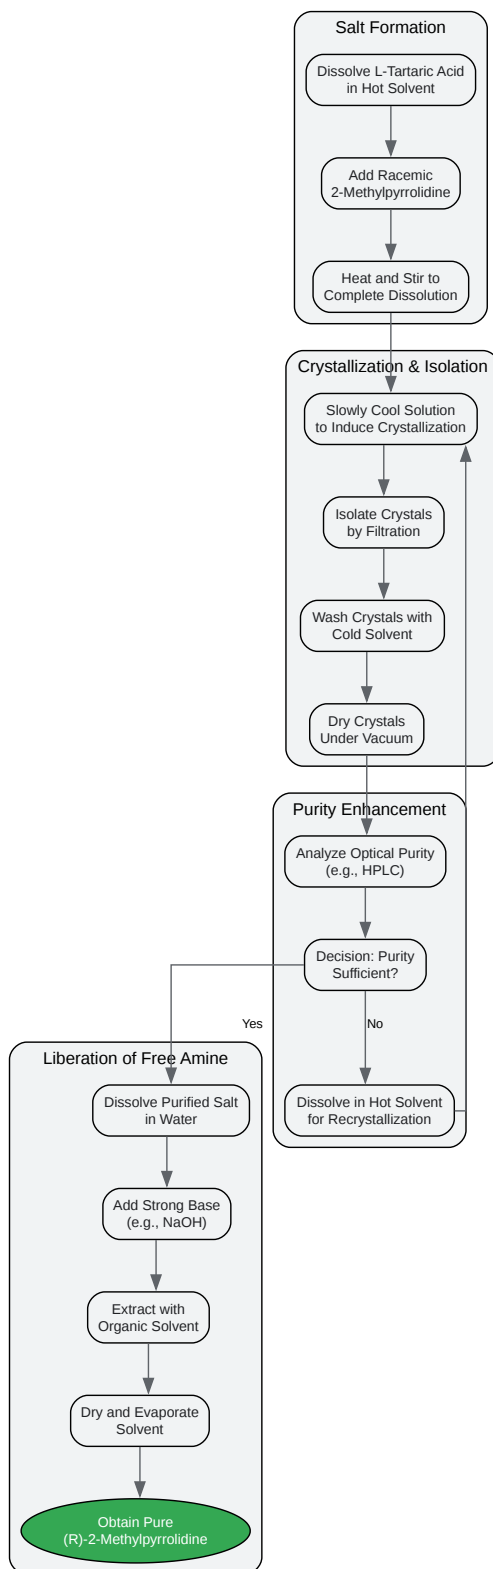 Salt Formation
Dissolve L-Tartaric Acid
in Hot Solvent
Add Racemic
2-Methylpyrrolidine
Heat and Stir to
Complete Dissolution
Crystallization & Isolation
Slowly Cool Solution
to Induce Crystallization
Isolate Crystals
by Filtration
Wash Crystals with
Cold Solvent
Dry Crystals
Under Vacuum
Purity Enhancement
Analyze Optical Purity
(e.g., HPLC)
Decision: Purity
Sufficient?
Yes
No
Dissolve in Hot Solvent
for Recrystallization
Liberation of Free Amine
Dissolve Purified Salt
in Water
Add Strong Base
(e.g., NaOH)
Extract with
Organic Solvent
Dry and Evaporate
Solvent
Obtain Pure
(R)-2-Methylpyrrolidine